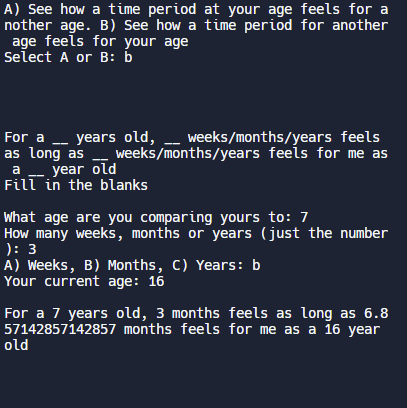 A) See how a time period at your age feels for a
nother age. B) See how a time period for another
 age feels for your age
Select A or B: b
For a __ years old, __ weeks/months/years feels
as long as __ weeks/months/years feels for me as
 a __ year old
Fill in the blanks
What age are you comparing yours to: 7
How many weeks, months or years (just the number
): 3
A) Weeks, B) Months, C) Years: b
Your current age: 16
For a 7 years old, 3 months feels as long as 6.8
57142857142857 months feels for me as a 16 year
old